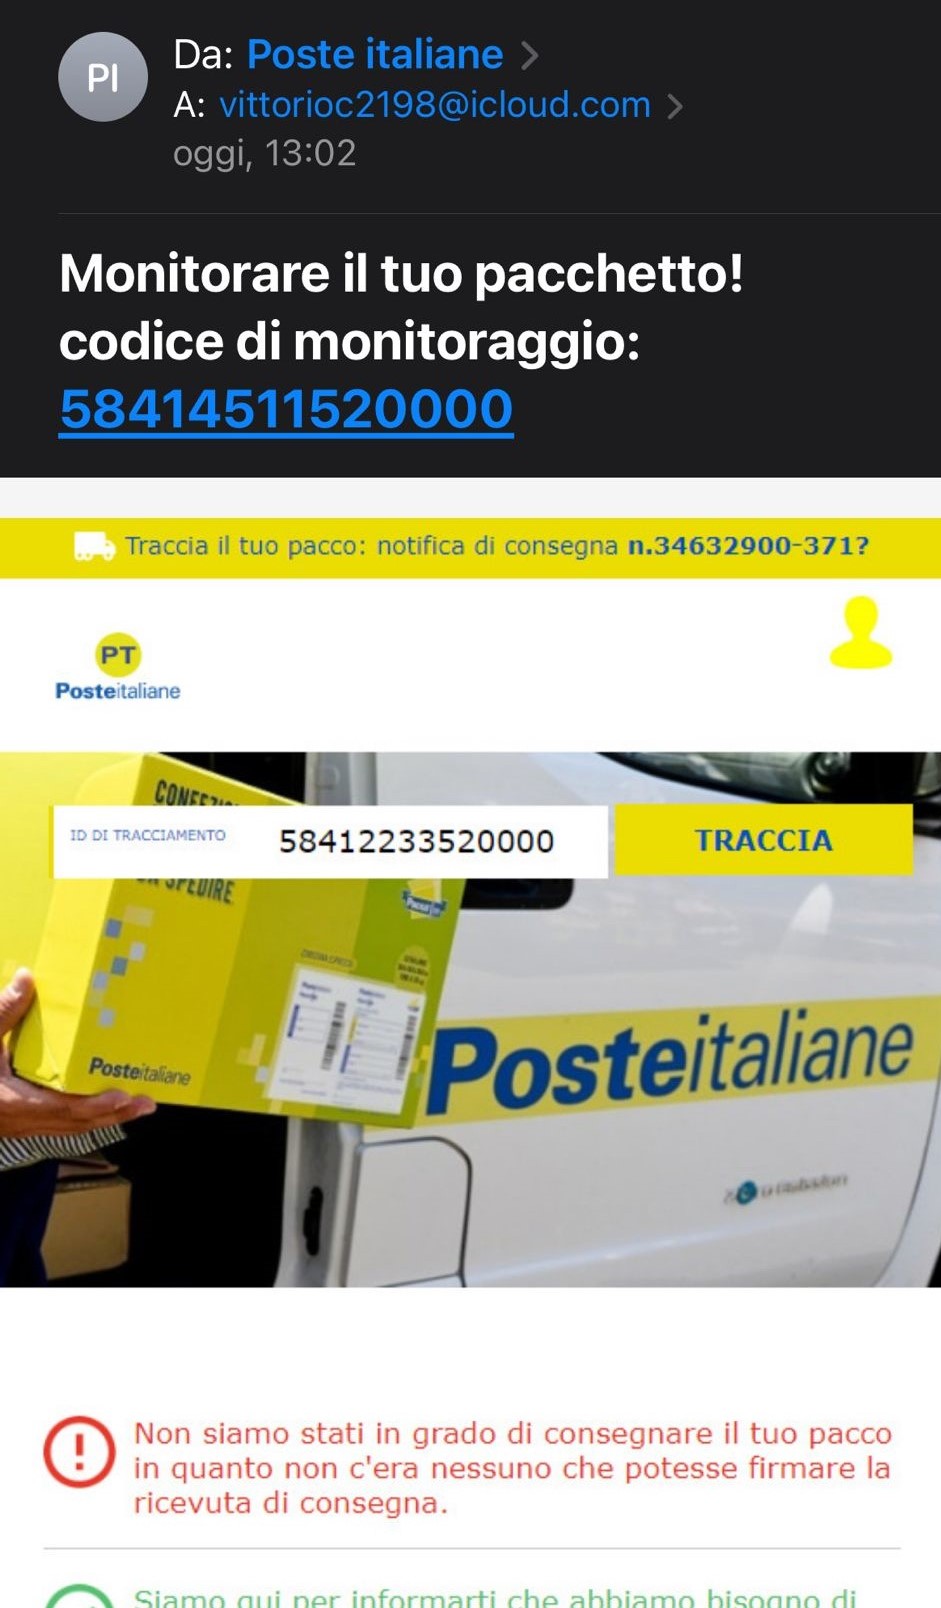 PI
Da: Poste italiane
A: vittorioc2198@icloud.com
oggi, 13:02
Monitorare il tuo pacchetto!
codice di monitoraggio:
58414511520000
Traccia il tuo pacco: notifica di consegna n.34632900-371?
PT
Posteitaliane
ID DI TRACCIAMENTO
58412233520000
TRACCIA
SPEDIRE
Posteitaliane
Posteitaliane
Non siamo stati in grado di consegnare il tuo pacco
in quanto non c'era nessuno che potesse firmare la
ricevuta di consegna.
Siamo qui per informarti che abbiamo bisogno di